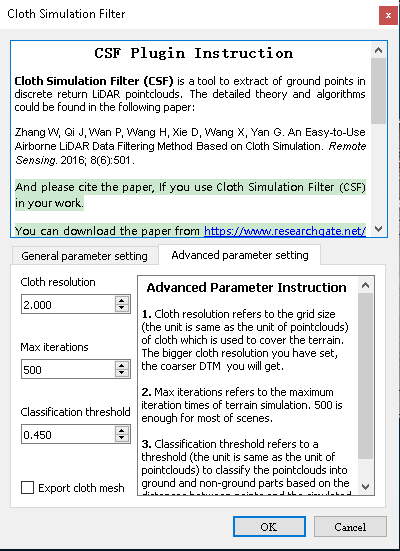 Cloth Simulation Filter
x
CSF Plugin Instruction
Cloth Simulation Filter (CSF) is a tool to extract of ground points in
discrete return LiDAR pointclouds. The detailed theory and algorithms
could be found in the following paper:
Zhang W, Qi J, Wan P, Wang H, Xie D, Wang X, Yan G. An Easy-to-Use
Airborne LiDAR Data Filtering Method Based on Cloth Simulation. Remote
Sensing. 2016; 8(6):501.
And please cite the paper, If you use Cloth Simulation Filter (CSF)
in your work.
You can download the paper from https://www.researchgate.net/
General parameter setting
Advanced parameter setting
Cloth resolution
2.000
Max iterations
500
Classification threshold
0.450
Export cloth mesh
Advanced Parameter Instruction
1. Cloth resolution refers to the grid size
(the unit is same as the unit of pointclouds)
of cloth which is used to cover the terrain.
The bigger cloth resolution you have set,
the coarser DTM you will get.
2. Max iterations refers to the maximum
iteration times of terrain simulation. 500 is
enough for most of scenes.
3. Classification threshold refers to a
threshold (the unit is same as the unit of
pointclouds) to classify the pointclouds into
ground and non-ground parts based on the
distances between points and the simulated
OK
Cancel